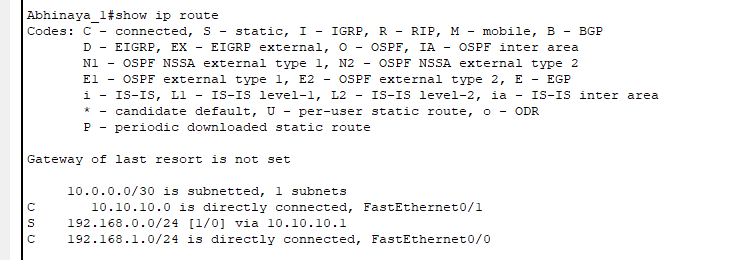 Abhinaya_1#show ip route
Codes: C - connected, S - static, I - IGRP, R - RIP, M - mobile, B - BGP
D - EIGRP, EX - EIGRP external, O - OSPF, IA - OSPF inter area
N1 - OSPF NSSA external type 1, N2 - OSPF NSSA external type 2
E1 - OSPF external type 1, E2 - OSPF external type 2, E - EGP
i - IS-IS, L1 - IS-IS level-1, L2 - IS-IS level-2, ia - IS-IS inter area
* - candidate default, U - per-user static route, o - ODR
P - periodic downloaded static route
Gateway of last resort is not set
10.0.0.0/30 is subnetted, 1 subnets
C 10.10.10.0 is directly connected, FastEthernet0/1
S 192.168.0.0/24 [1/0] via 10.10.10.1
C 192.168.1.0/24 is directly connected, FastEthernet0/0